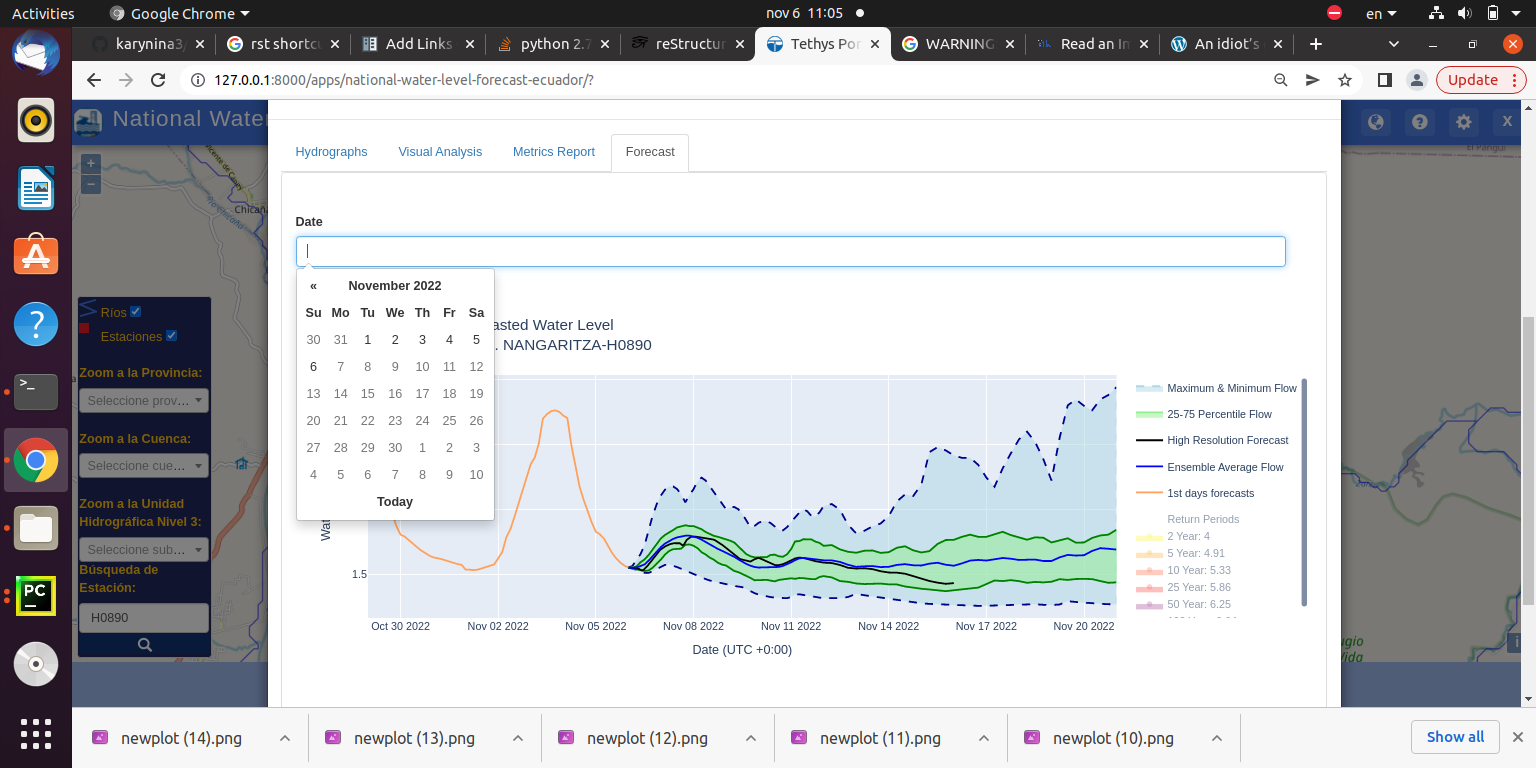 Activities
Google Chrome
nov 6 11:05
en
karynina3/
rst shortcu
Add Links
python 2.7
reStructur
Tethys Por
WARNING
Read an Im
An idiot's
127.0.0.1:8000/apps/national-water-level-forecast-ecuador/?
Update
National Water
X
Hydrographs
Visual Analysis
Metrics Report
Forecast
El Pangui
Chicaña
Date
« November 2022
Su Mo Tu We Th Fr Sa
30 31 1 2 3 4 5
6 7 8 9 10 11 12
13 14 15 16 17 18 19
20 21 22 23 24 25 26
27 28 29 30 1 2 3
4 5 6 7 8 9 10
Today
Ríos
Estaciones
Zoom a la Provincia:
Seleccione prov…
Zoom a la Cuenca:
Seleccione cue…
Zoom a la Unidad
Hidrográfica Nivel 3:
Seleccione sub…
Búsqueda de
Estación:
H0890
asted Water Level
. NANGARITZA-H0890
Wat
1.5
Oct 30 2022
Nov 02 2022
Nov 05 2022
Nov 08 2022
Nov 11 2022
Nov 14 2022
Nov 17 2022
Nov 20 2022
Date (UTC +0:00)
Maximum & Minimum Flow
25-75 Percentile Flow
High Resolution Forecast
Ensemble Average Flow
1st days forecasts
Return Periods
2 Year: 4
5 Year: 4.91
10 Year: 5.33
25 Year: 5.86
50 Year: 6.25
i
newplot (14).png
newplot (13).png
newplot (12).png
newplot (11).png
newplot (10).png
Show all